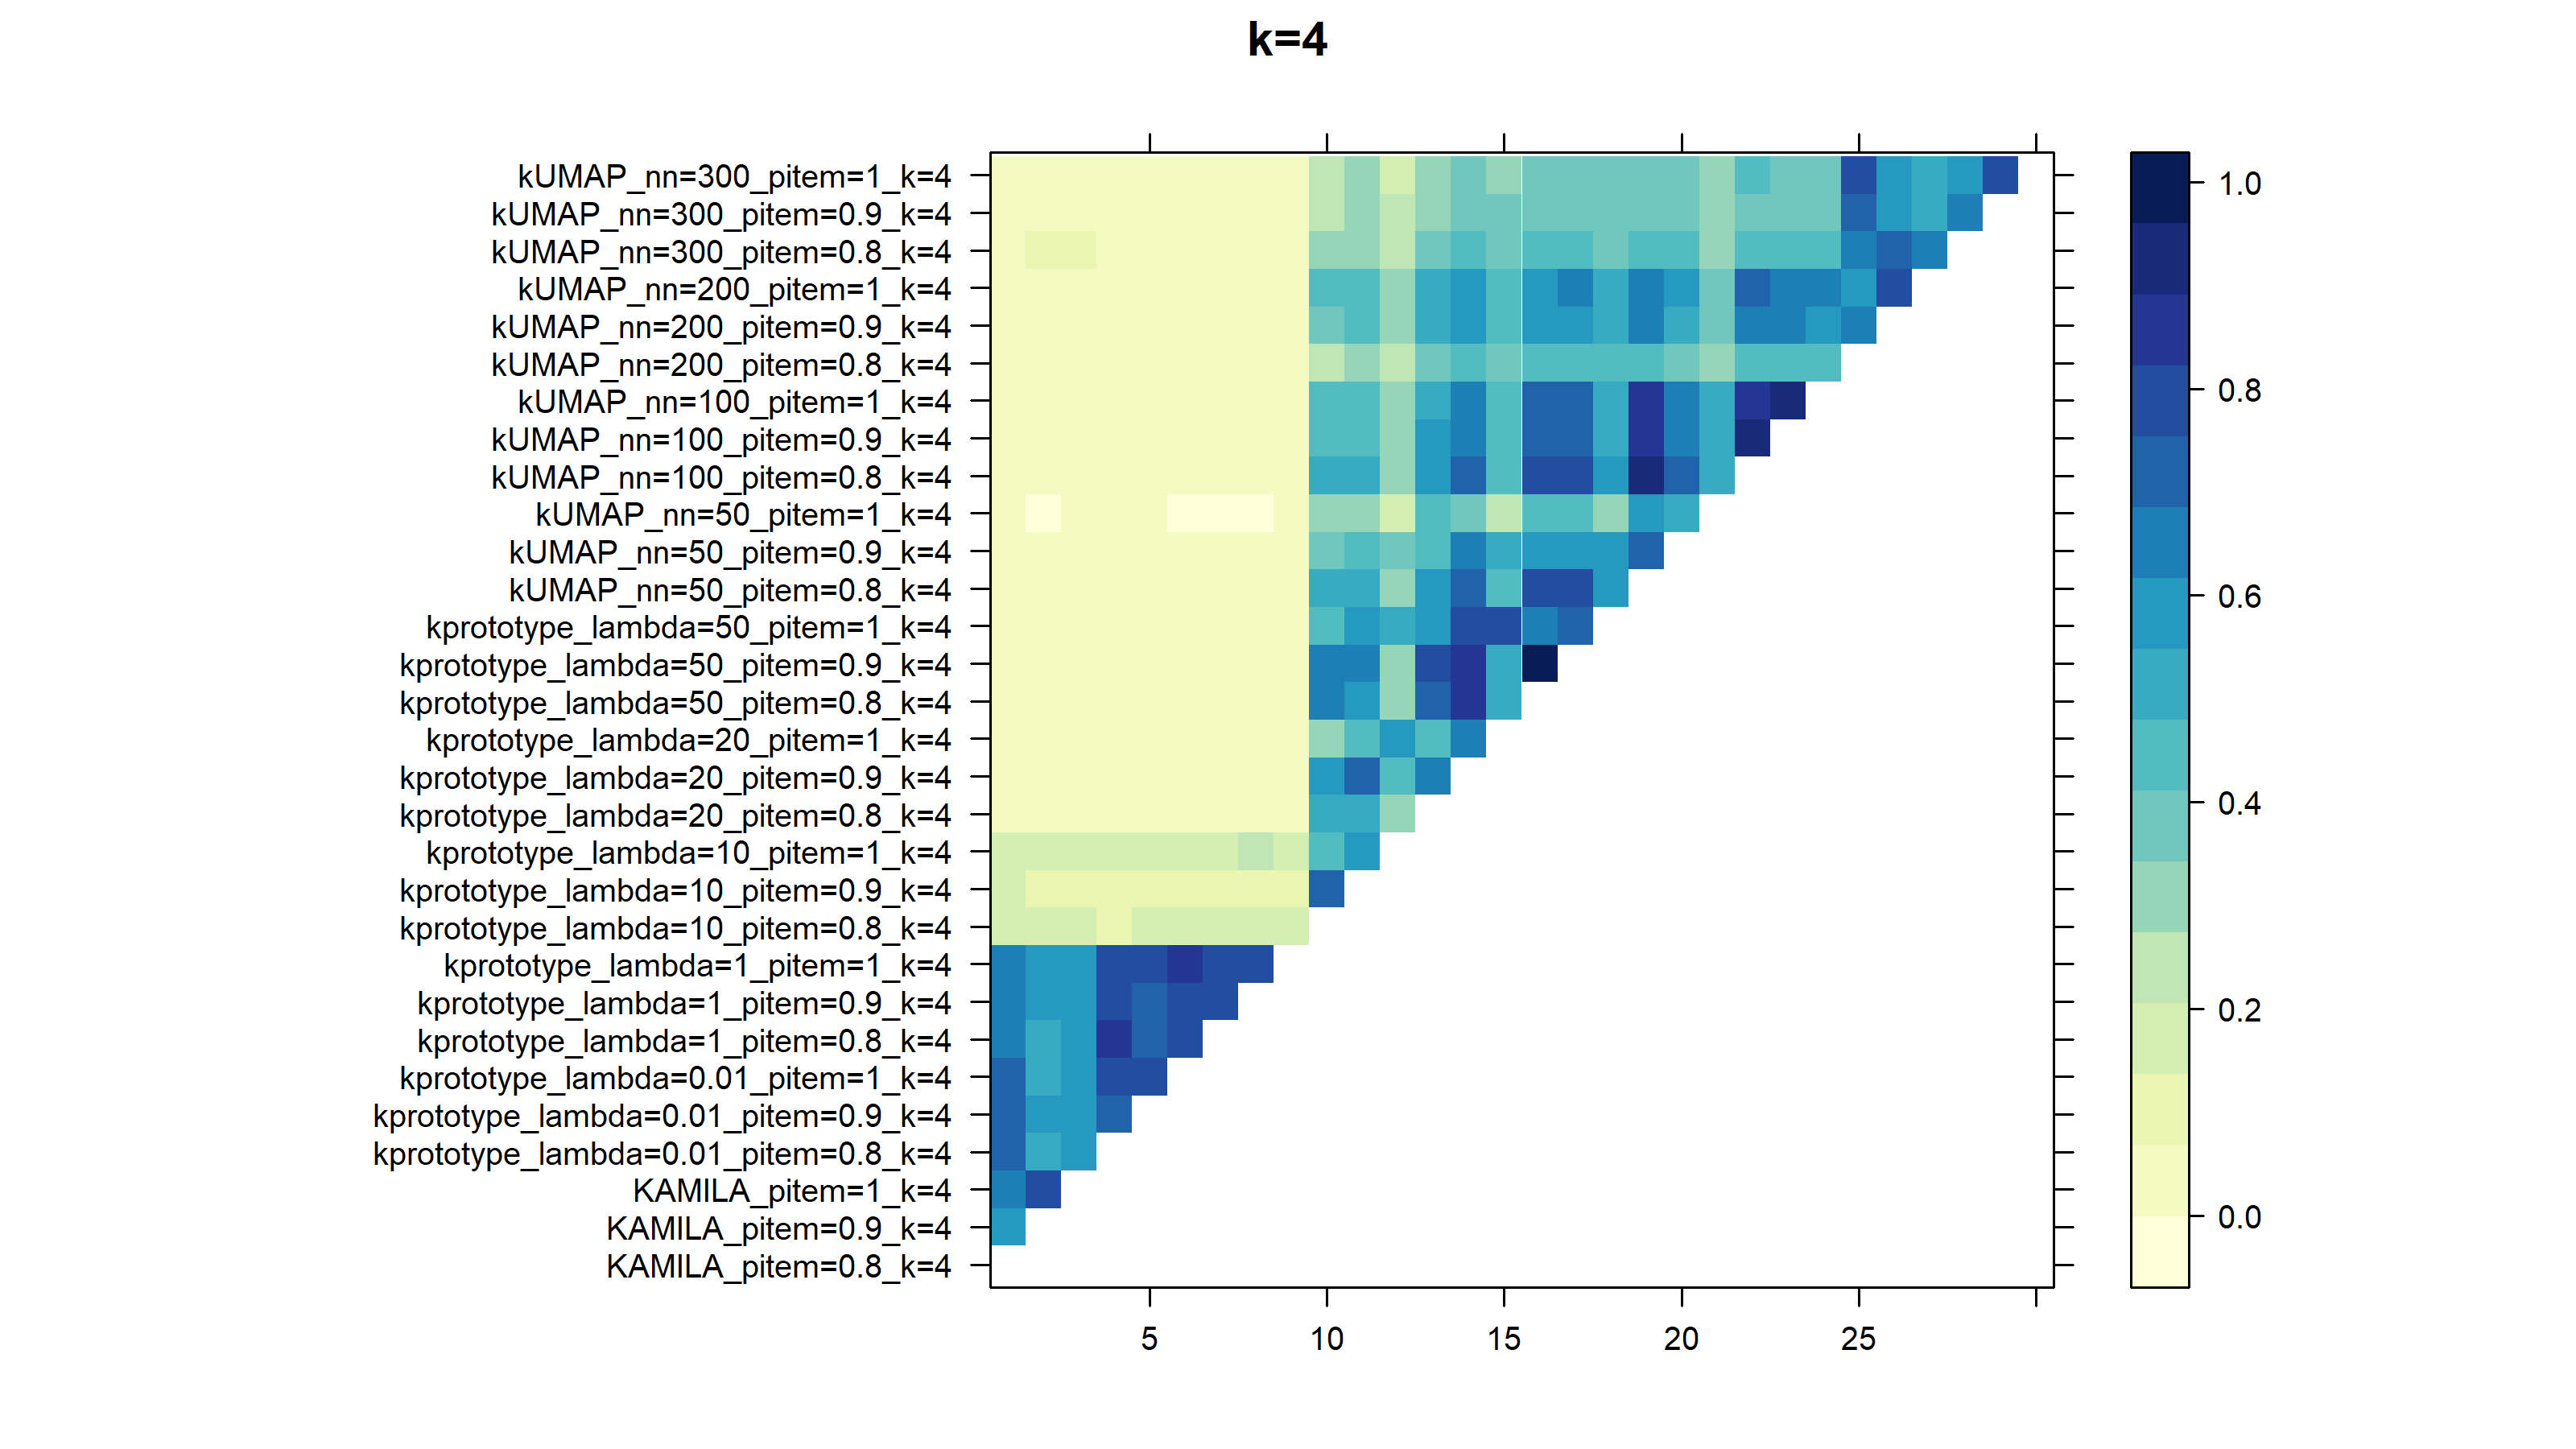 k=4
kUMAP_nn=300_pitem=1_k=4
kUMAP_nn=300_pitem=0.9_k=4
kUMAP_nn=300_pitem=0.8_k=4
kUMAP_nn=200_pitem=1_k=4
kUMAP_nn=200_pitem=0.9_k=4
kUMAP_nn=200_pitem=0.8_k=4
kUMAP_nn=100_pitem=1_k=4
kUMAP_nn=100_pitem=0.9_k=4
kUMAP_nn=100_pitem=0.8_k=4
kUMAP_nn=50_pitem=1_k=4
kUMAP_nn=50_pitem=0.9_k=4
kUMAP_nn=50_pitem=0.8_k=4
kprototype_lambda=50_pitem=1_k=4
kprototype_lambda=50_pitem=0.9_k=4
kprototype_lambda=50_pitem=0.8_k=4
kprototype_lambda=20_pitem=1_k=4
kprototype_lambda=20_pitem=0.9_k=4
kprototype_lambda=20_pitem=0.8_k=4
kprototype_lambda=10_pitem=1_k=4
kprototype_lambda=10_pitem=0.9_k=4
kprototype_lambda=10_pitem=0.8_k=4
kprototype_lambda=1_pitem=1_k=4
kprototype_lambda=1_pitem=0.9_k=4
kprototype_lambda=1_pitem=0.8_k=4
kprototype_lambda=0.01_pitem=1_k=4
kprototype_lambda=0.01_pitem=0.9_k=4
kprototype_lambda=0.01_pitem=0.8_k=4
KAMILA_pitem=1_k=4
KAMILA_pitem=0.9_k=4
KAMILA_pitem=0.8_k=4
5 10 15 20 25
1.0
0.8
0.6
0.4
0.2
0.0